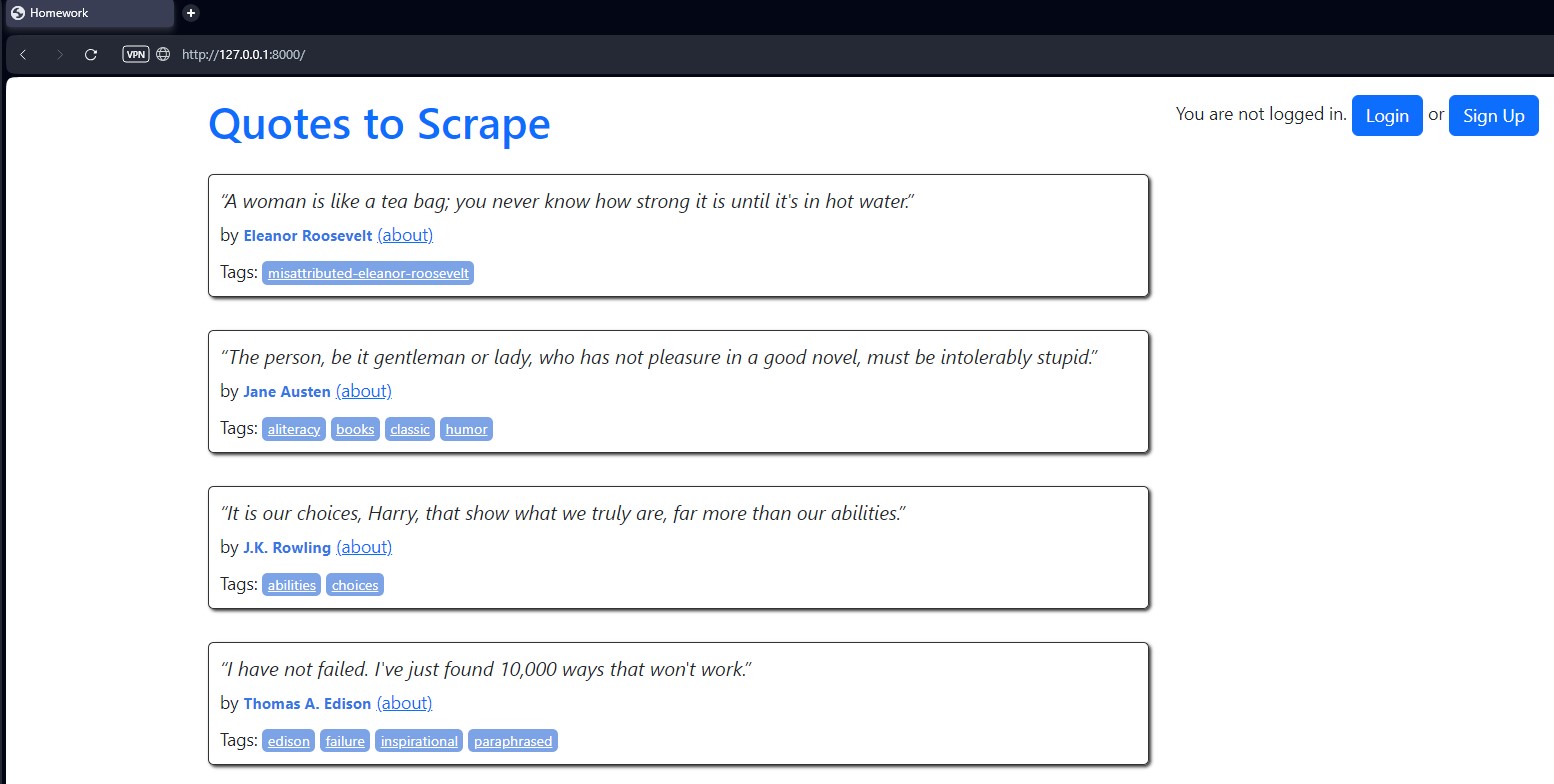 Homework
VPN http://127.0.0.1:8000/
Quotes to Scrape
You are not logged in. Login or Sign Up
“A woman is like a tea bag; you never know how strong it is until it's in hot water.”
by Eleanor Roosevelt (about)
Tags: misattributed-eleanor-roosevelt
“The person, be it gentleman or lady, who has not pleasure in a good novel, must be intolerably stupid.”
by Jane Austen (about)
Tags: aliteracy books classic humor
“It is our choices, Harry, that show what we truly are, far more than our abilities.”
by J.K. Rowling (about)
Tags: abilities choices
“I have not failed. I've just found 10,000 ways that won't work.”
by Thomas A. Edison (about)
Tags: edison failure inspirational paraphrased